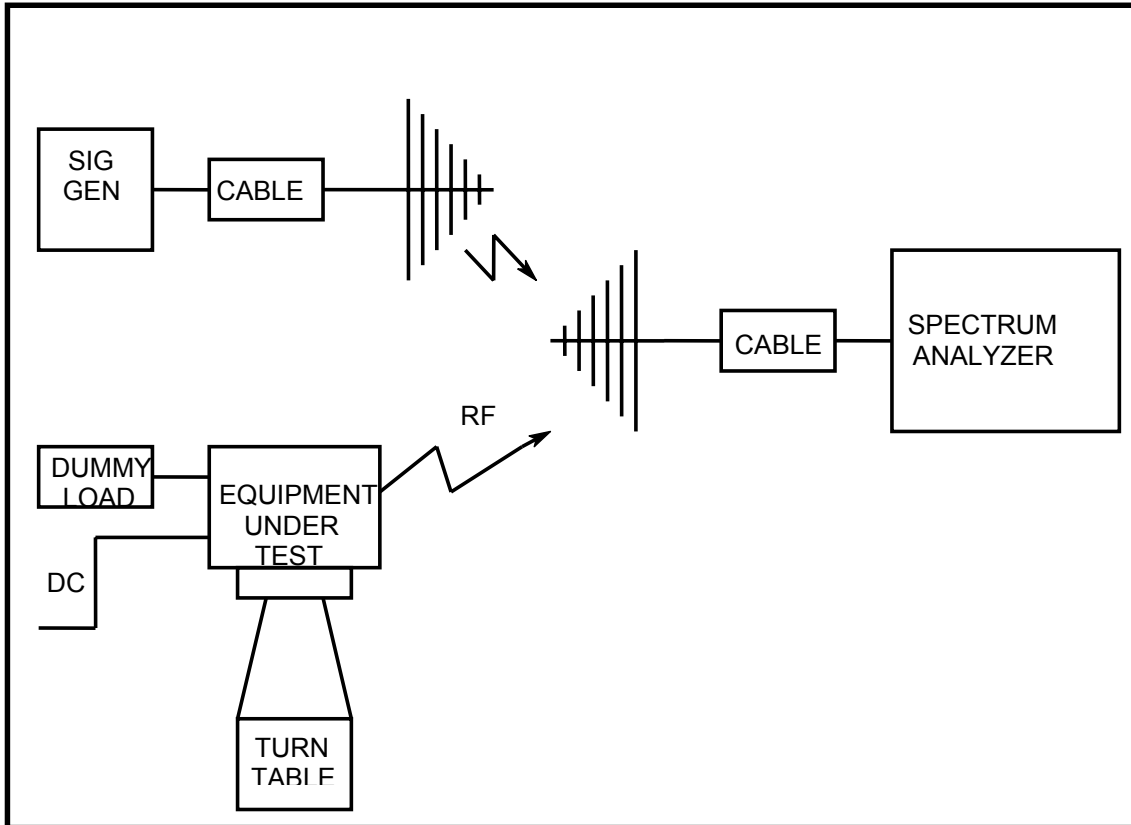 SIG
GEN
CABLE
SPECTRUM
ANALYZER
CABLE
RF
DUMMY
LOAD
EQUIPMENT
UNDER
TEST
DC
TURN
TABLE